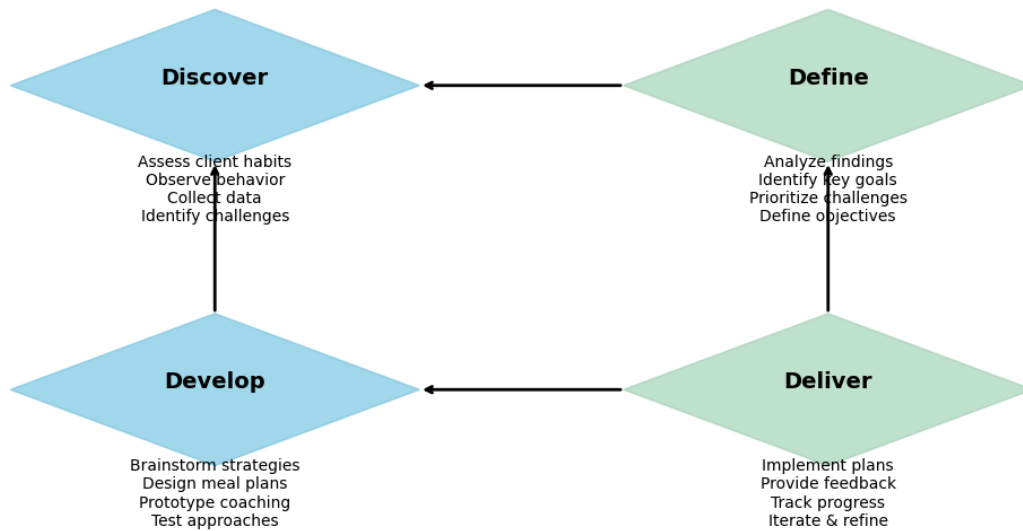 Discover
Assess client habits
Observe behavior
Collect data
Identify challenges
Define
Analyze findings
Identify key goals
Prioritize challenges
Define objectives
Develop
Brainstorm strategies
Design meal plans
Prototype coaching
Test approaches
Deliver
Implement plans
Provide feedback
Track progress
Iterate & refine